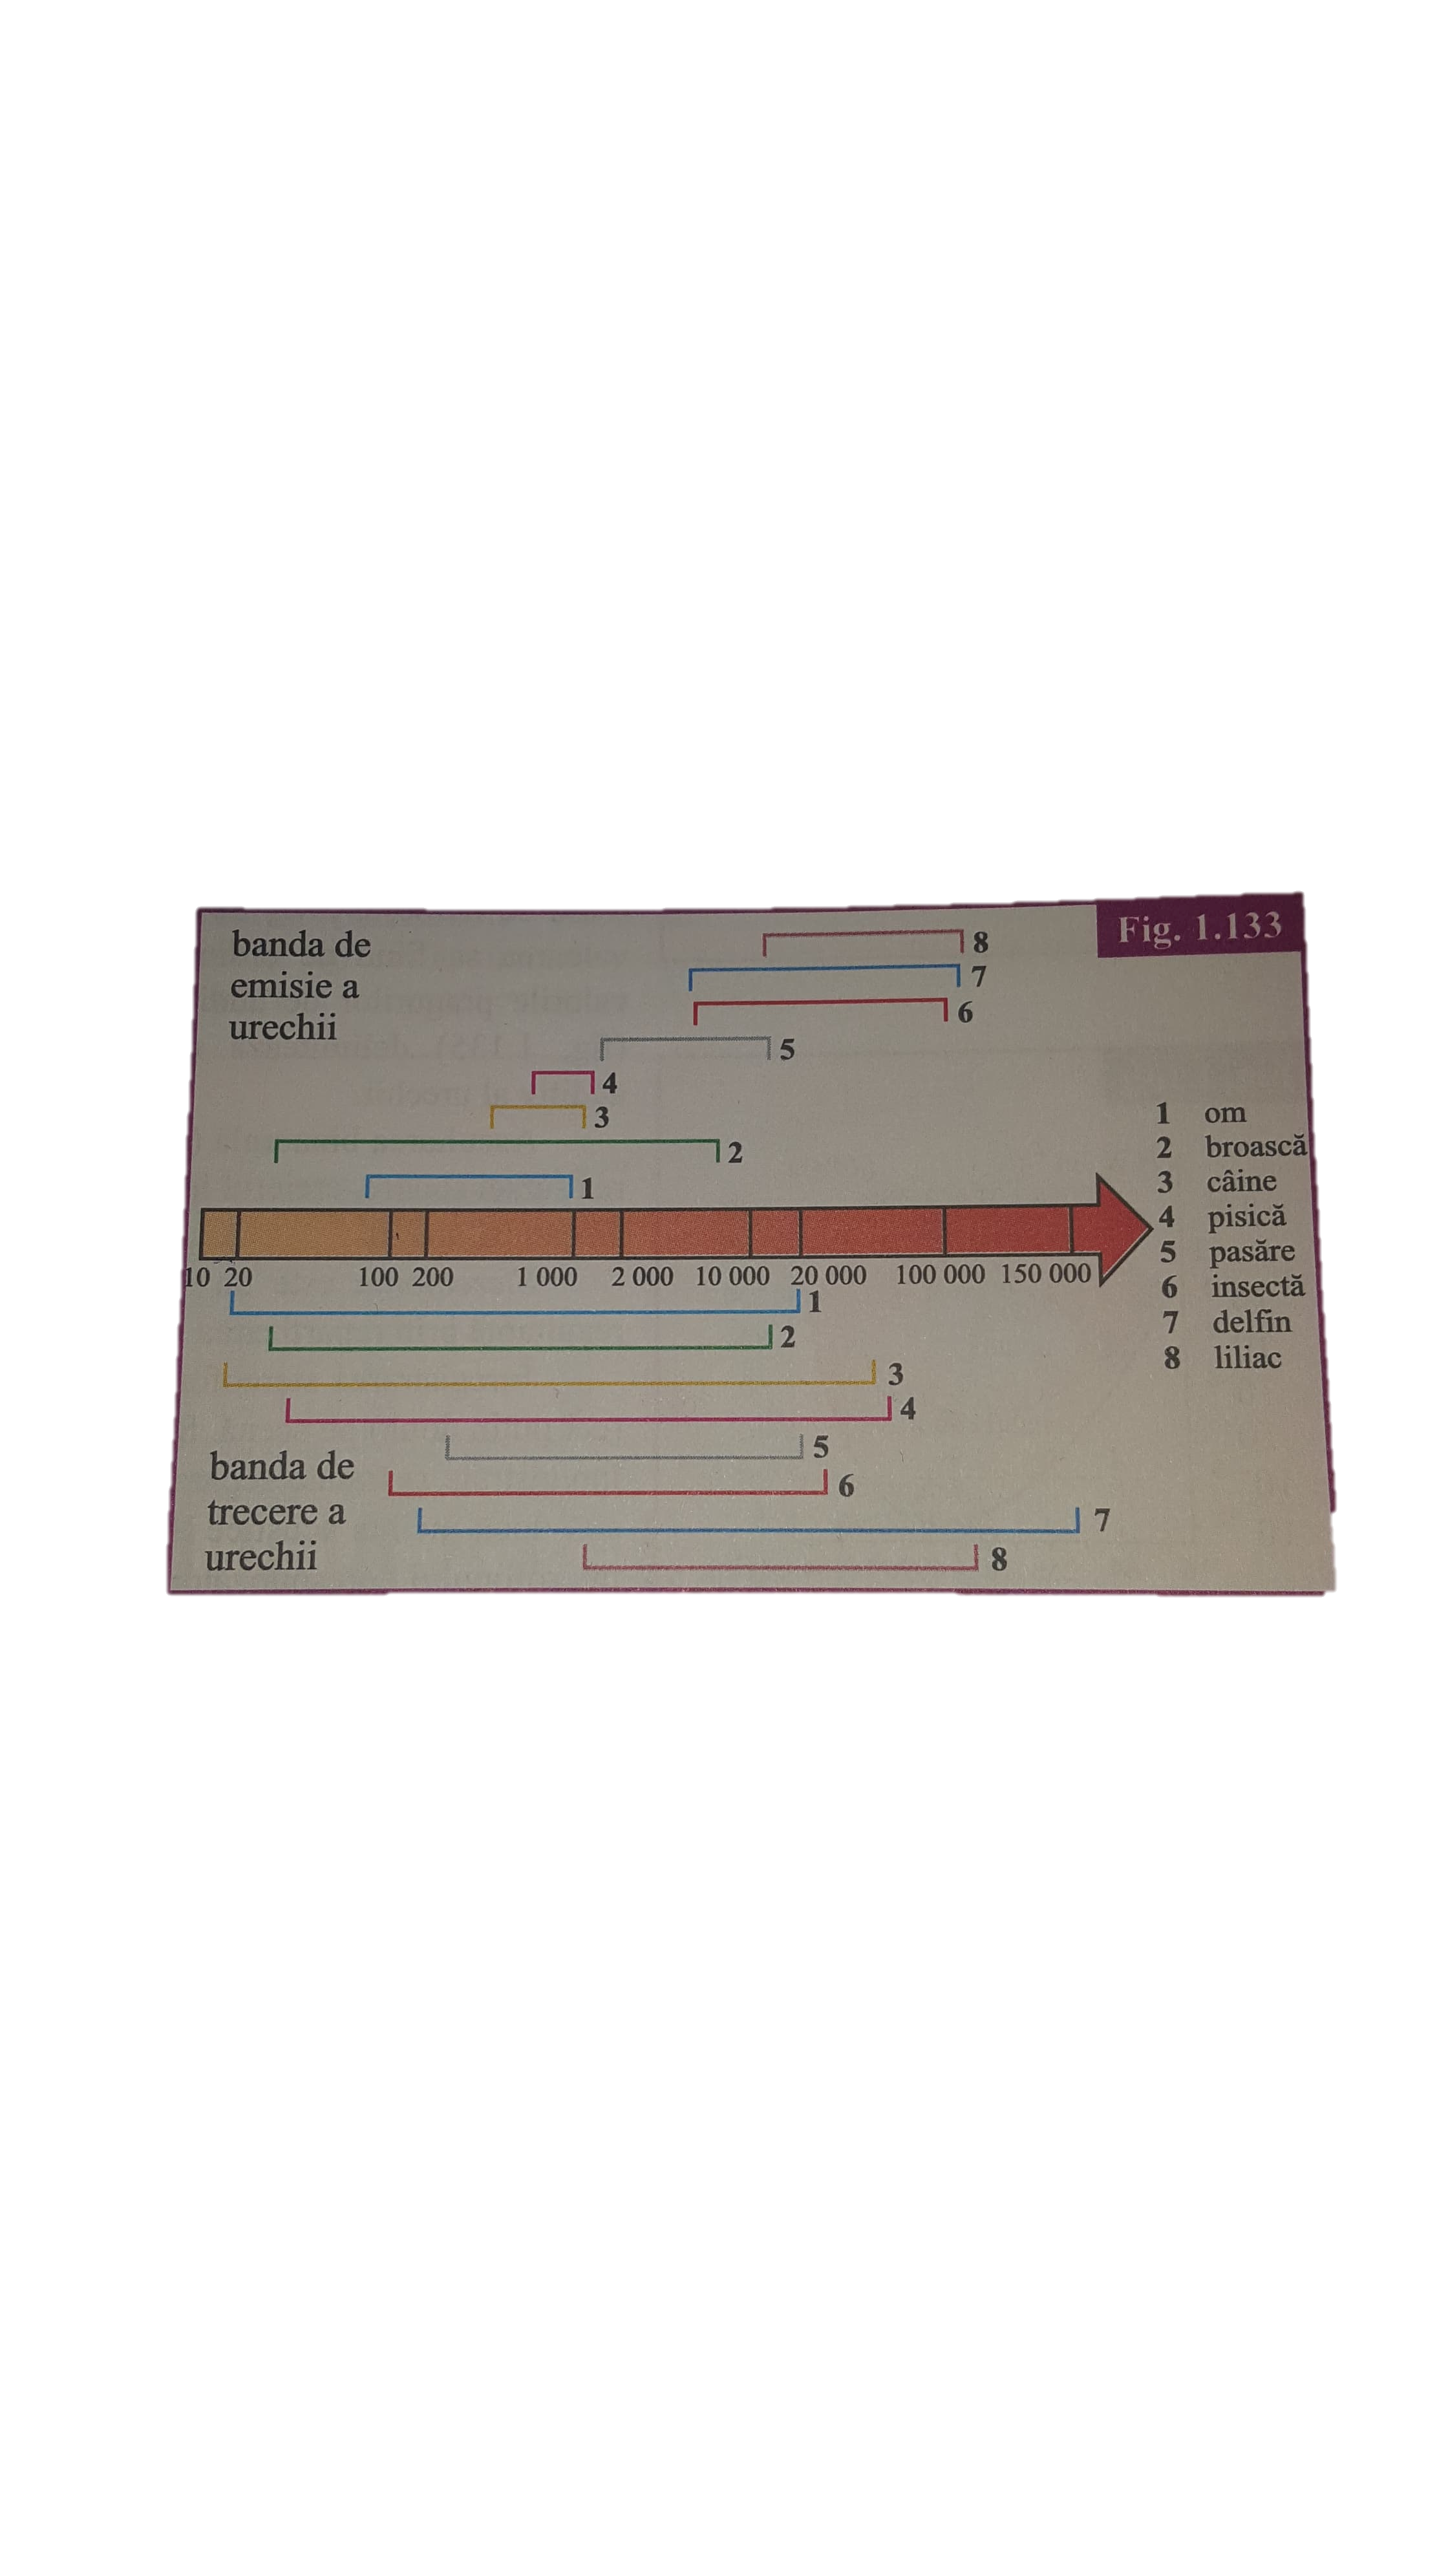 Fig. 1.133
banda de
emisie a
urechii
8
7
6
5
4
3
2
1
10 20 100 200 1 000 2 000 10 000 20 000 100 000 150 000
1
2
3
4
5
6
7
8
banda de
trecere a
urechii
1 om
2 broască
3 câine
4 pisică
5 pasăre
6 insectă
7 delfin
8 liliac